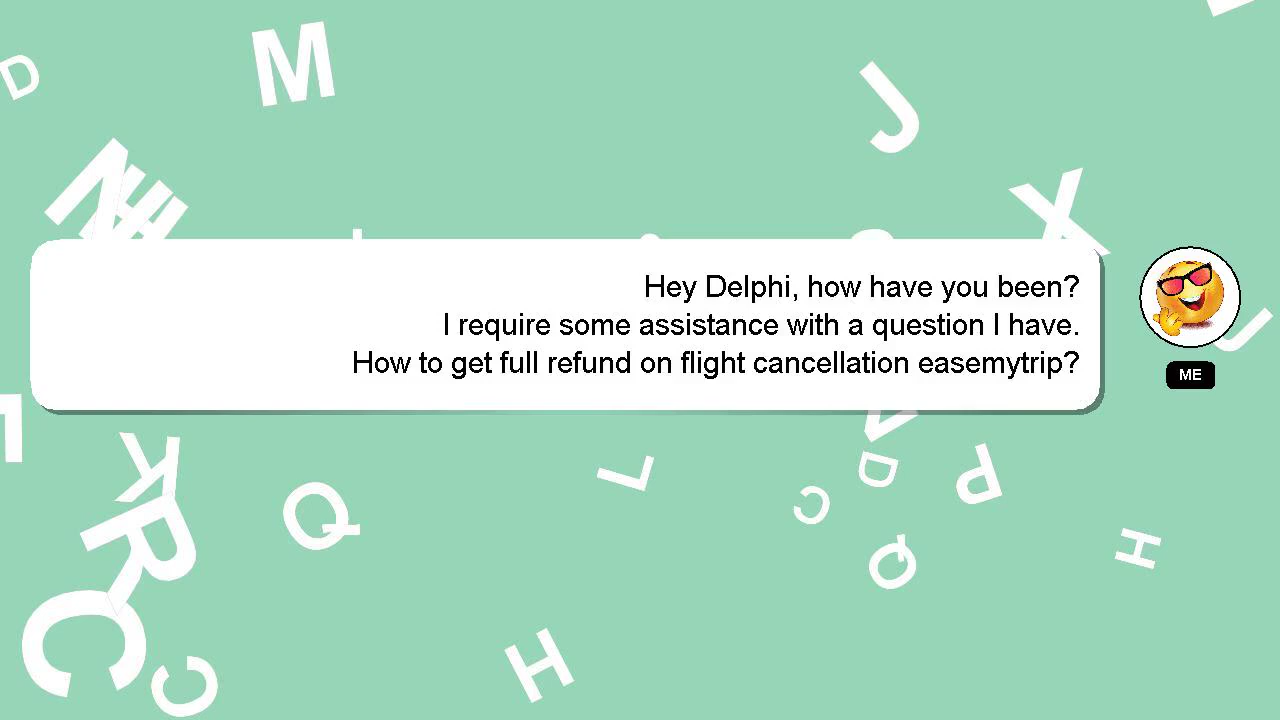 D
M
J
N
E
X
Hey Delphi, how have you been?
I require some assistance with a question I have.
How to get full refund on flight cancellation easemytrip?
ME
J
R
Q
L
D
P
C
Q
H
C
C
H